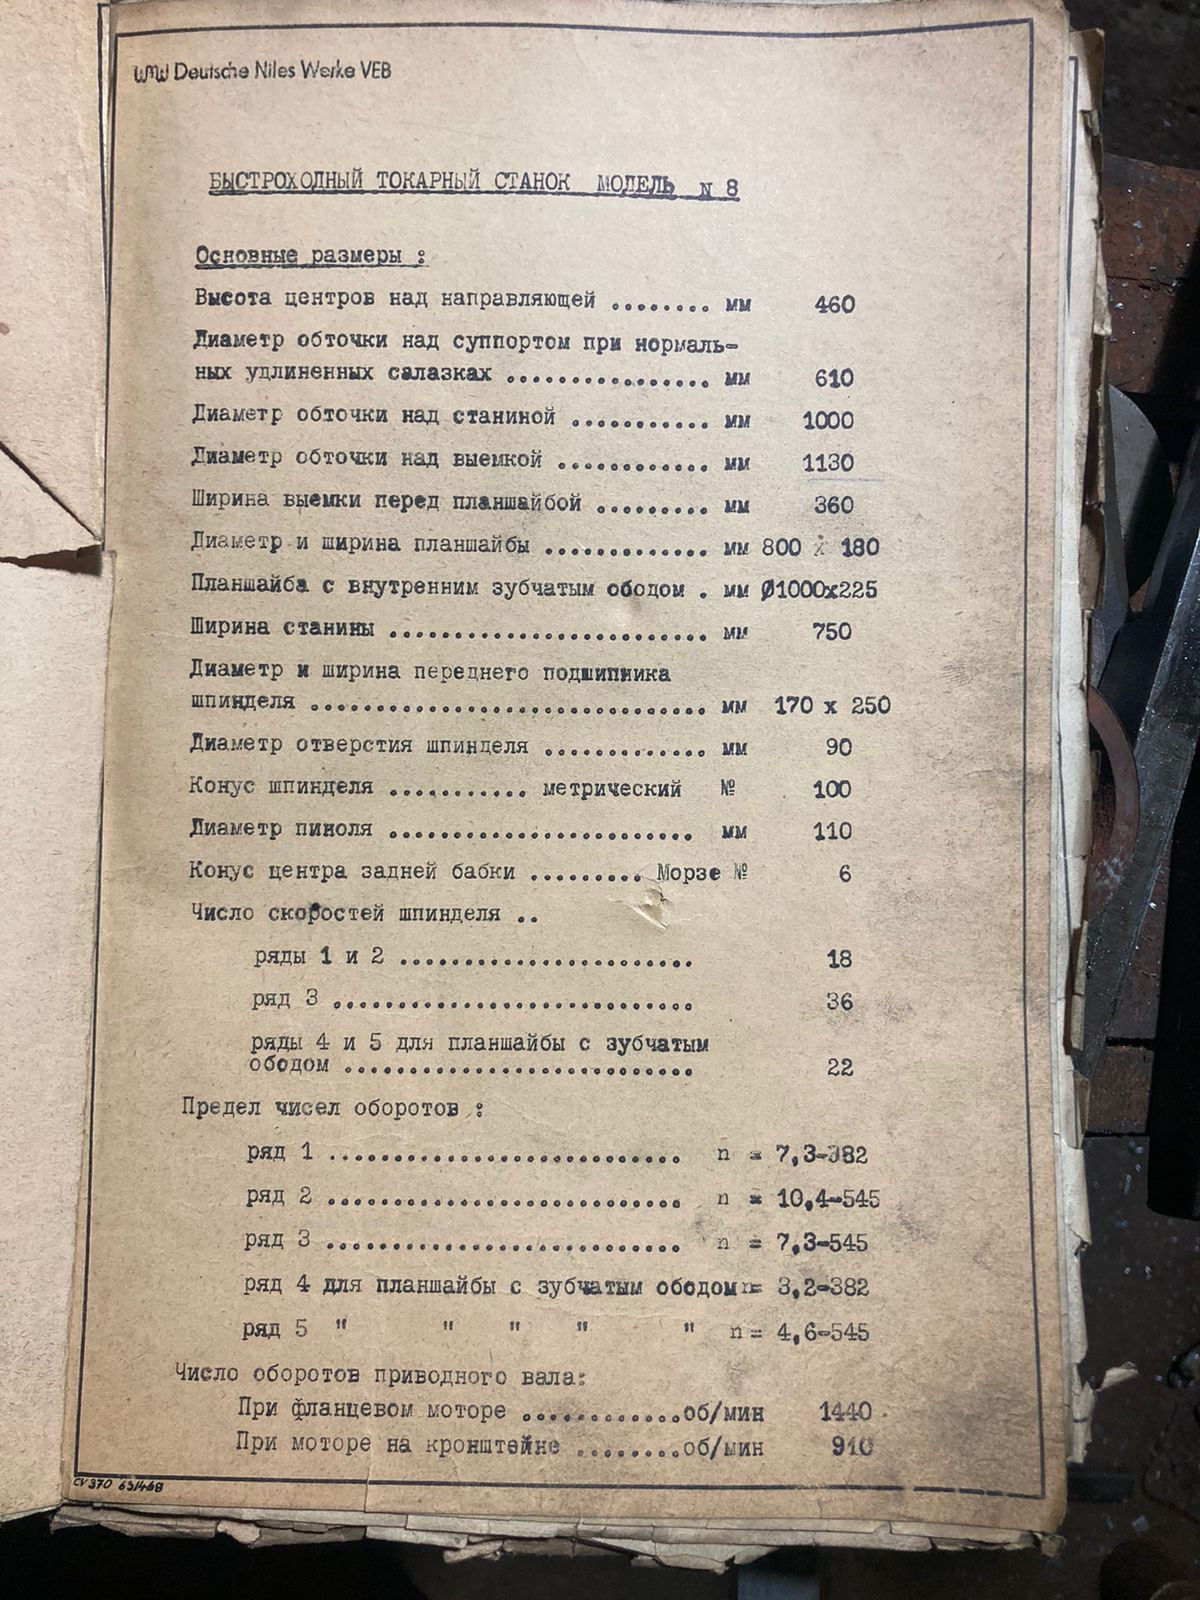 WMW Deutsche Niles Werke VEB
БЫСТРОХОДНЫЙ ТОКАРНЫЙ СТАНОК МОДЕЛЬ N 8
Основные размеры :
Высота центров над направляющей ........ мм 460
Диаметр обточки над суппортом при нормаль-
ных удлиненных салазках ................ мм 610
Диаметр обточки над станиной ........... мм 1000
Диаметр обточки над выемкой ............ мм 1130
Ширина выемки перед планшайбой ......... мм 360
Диаметр и ширина планшайбы ............. мм 800 x 180
Планшайба с внутренним зубчатым ободом . мм Ø1000x225
Ширина станины ......................... мм 750
Диаметр и ширина переднего подшипника
шпинделя ............................... мм 170 x 250
Диаметр отверстия шпинделя ............. мм 90
Конус шпинделя ........... метрический № 100
Диаметр пиноля ........................ мм 110
Конус центра задней бабки ......... Морзе № 6
Число скоростей шпинделя ..
ряды 1 и 2 ....................... 18
ряд 3 ............................ 36
ряды 4 и 5 для планшайбы с зубчатым
ободом ........................... 22
Предел чисел оборотов :
ряд 1 ............................ n = 7,3-382
ряд 2 ............................ n = 10,4-545
ряд 3 ............................ n = 7,3-545
ряд 4 для планшайбы с зубчатым ободом n = 3,2-382
ряд 5 " " " " " n = 4,6-545
Число оборотов приводного вала:
При фланцевом моторе ............об/мин 1440
При моторе на кронштейне ........об/мин 910
CV370 631468